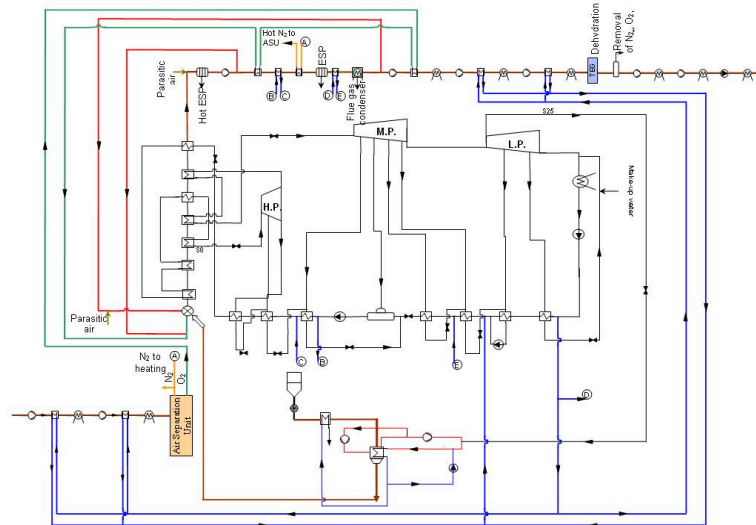 Hot N₂ to
ASU
A
ESP
Parasitic
air
Hot ESP
B
C
D
E
Flue gas
condenser
TEG
Dehydration
Removal
of N₂, O₂.
M.P.
L.P.
S25
Make-up water
H.P.
S8
Parasitic
air
N₂ to
heating
A
N₂
O₂
Air Separation
Unit
C
B
E
D